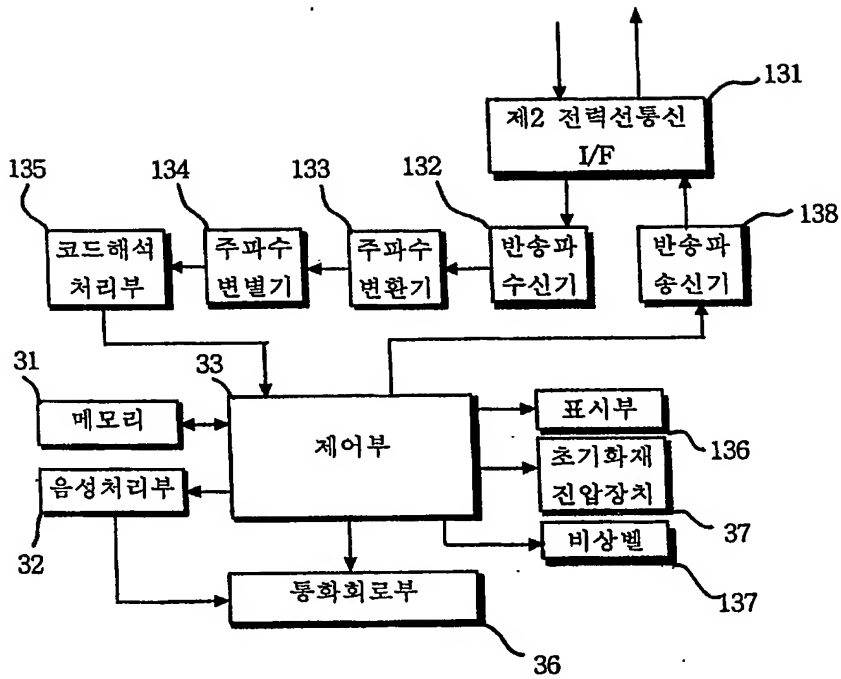 131
제2 전력선통신
I/F
135
134
133
132
138
코드해석
처리부
주파수
변별기
주파수
변환기
반송파
수신기
반송파
송신기
31
33
메모리
제어부
표시부
136
음성처리부
32
초기화재
진압장치
37
비상벨
137
통화회로부
36